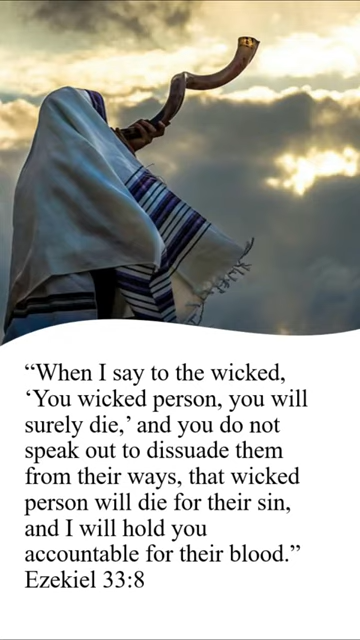 “When I say to the wicked,
‘You wicked person, you will
surely die,’ and you do not
speak out to dissuade them
from their ways, that wicked
person will die for their sin,
and I will hold you
accountable for their blood.”
Ezekiel 33:8